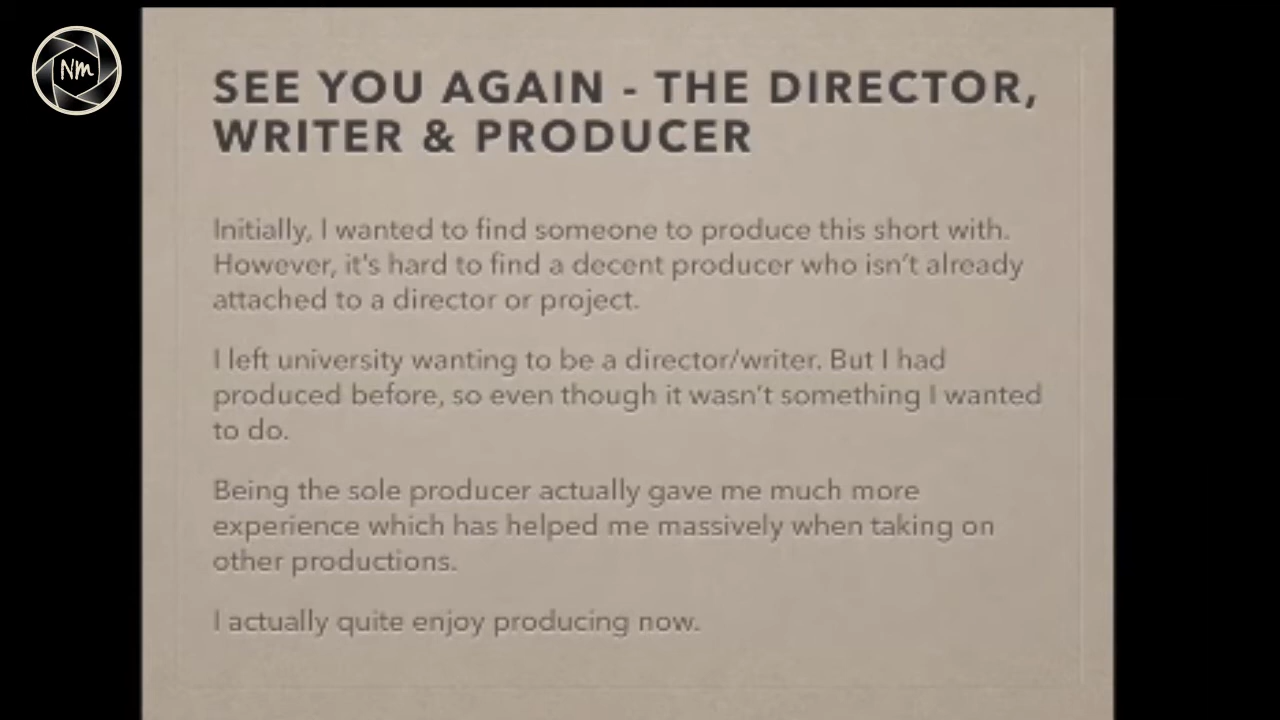 Nm
SEE YOU AGAIN - THE DIRECTOR,
WRITER & PRODUCER
Initially, I wanted to find someone to produce this short with.
However, it's hard to find a decent producer who isn't already
attached to a director or project.
I left university wanting to be a director/writer. But I had
produced before, so even though it wasn't something I wanted
to do.
Being the sole producer actually gave me much more
experience which has helped me massively when taking on
other productions.
I actually quite enjoy producing now.